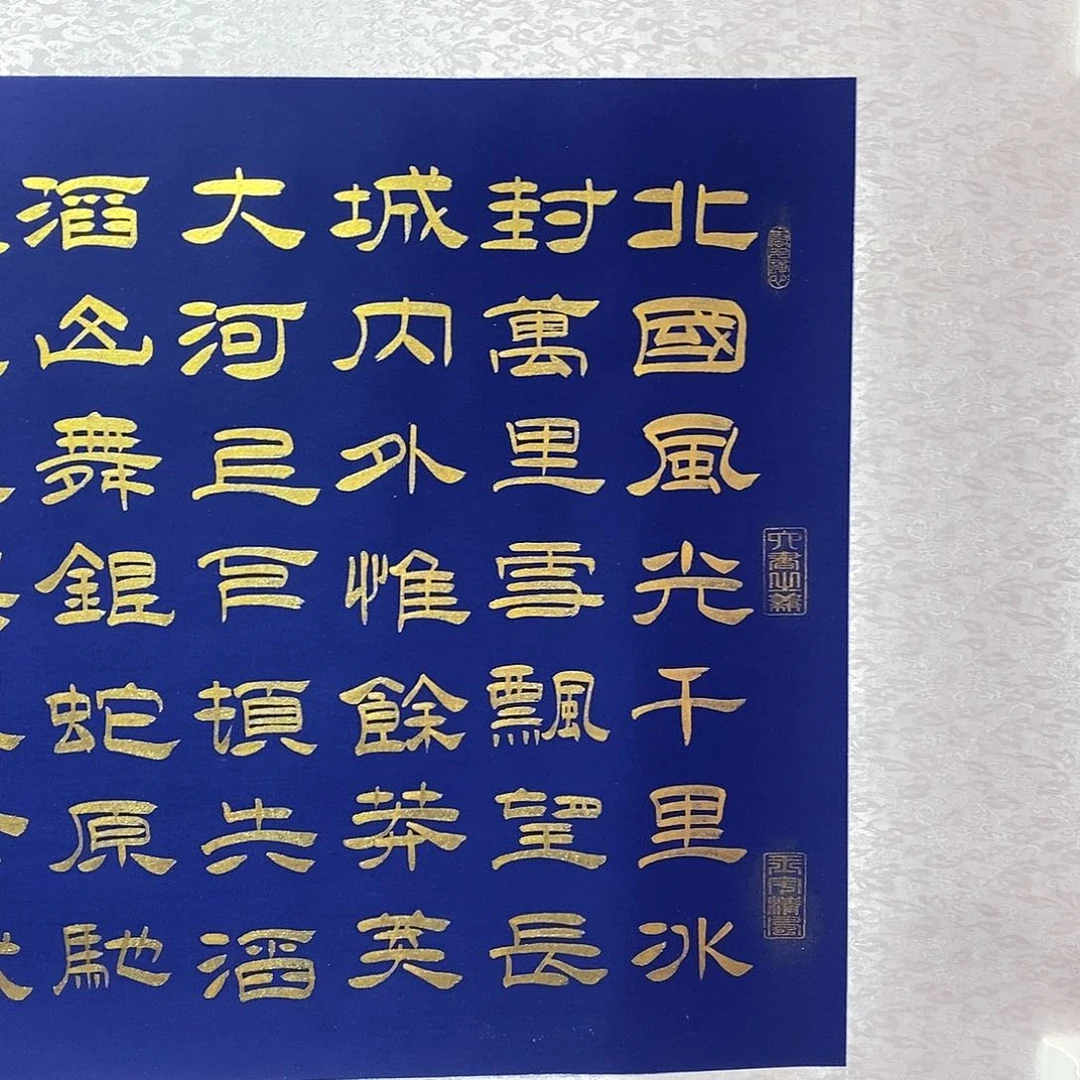 北國風光千里冰
封萬里雪飄望長
城內外惟餘莽莽
大河上下頓失滔
滔山舞銀蛇原馳